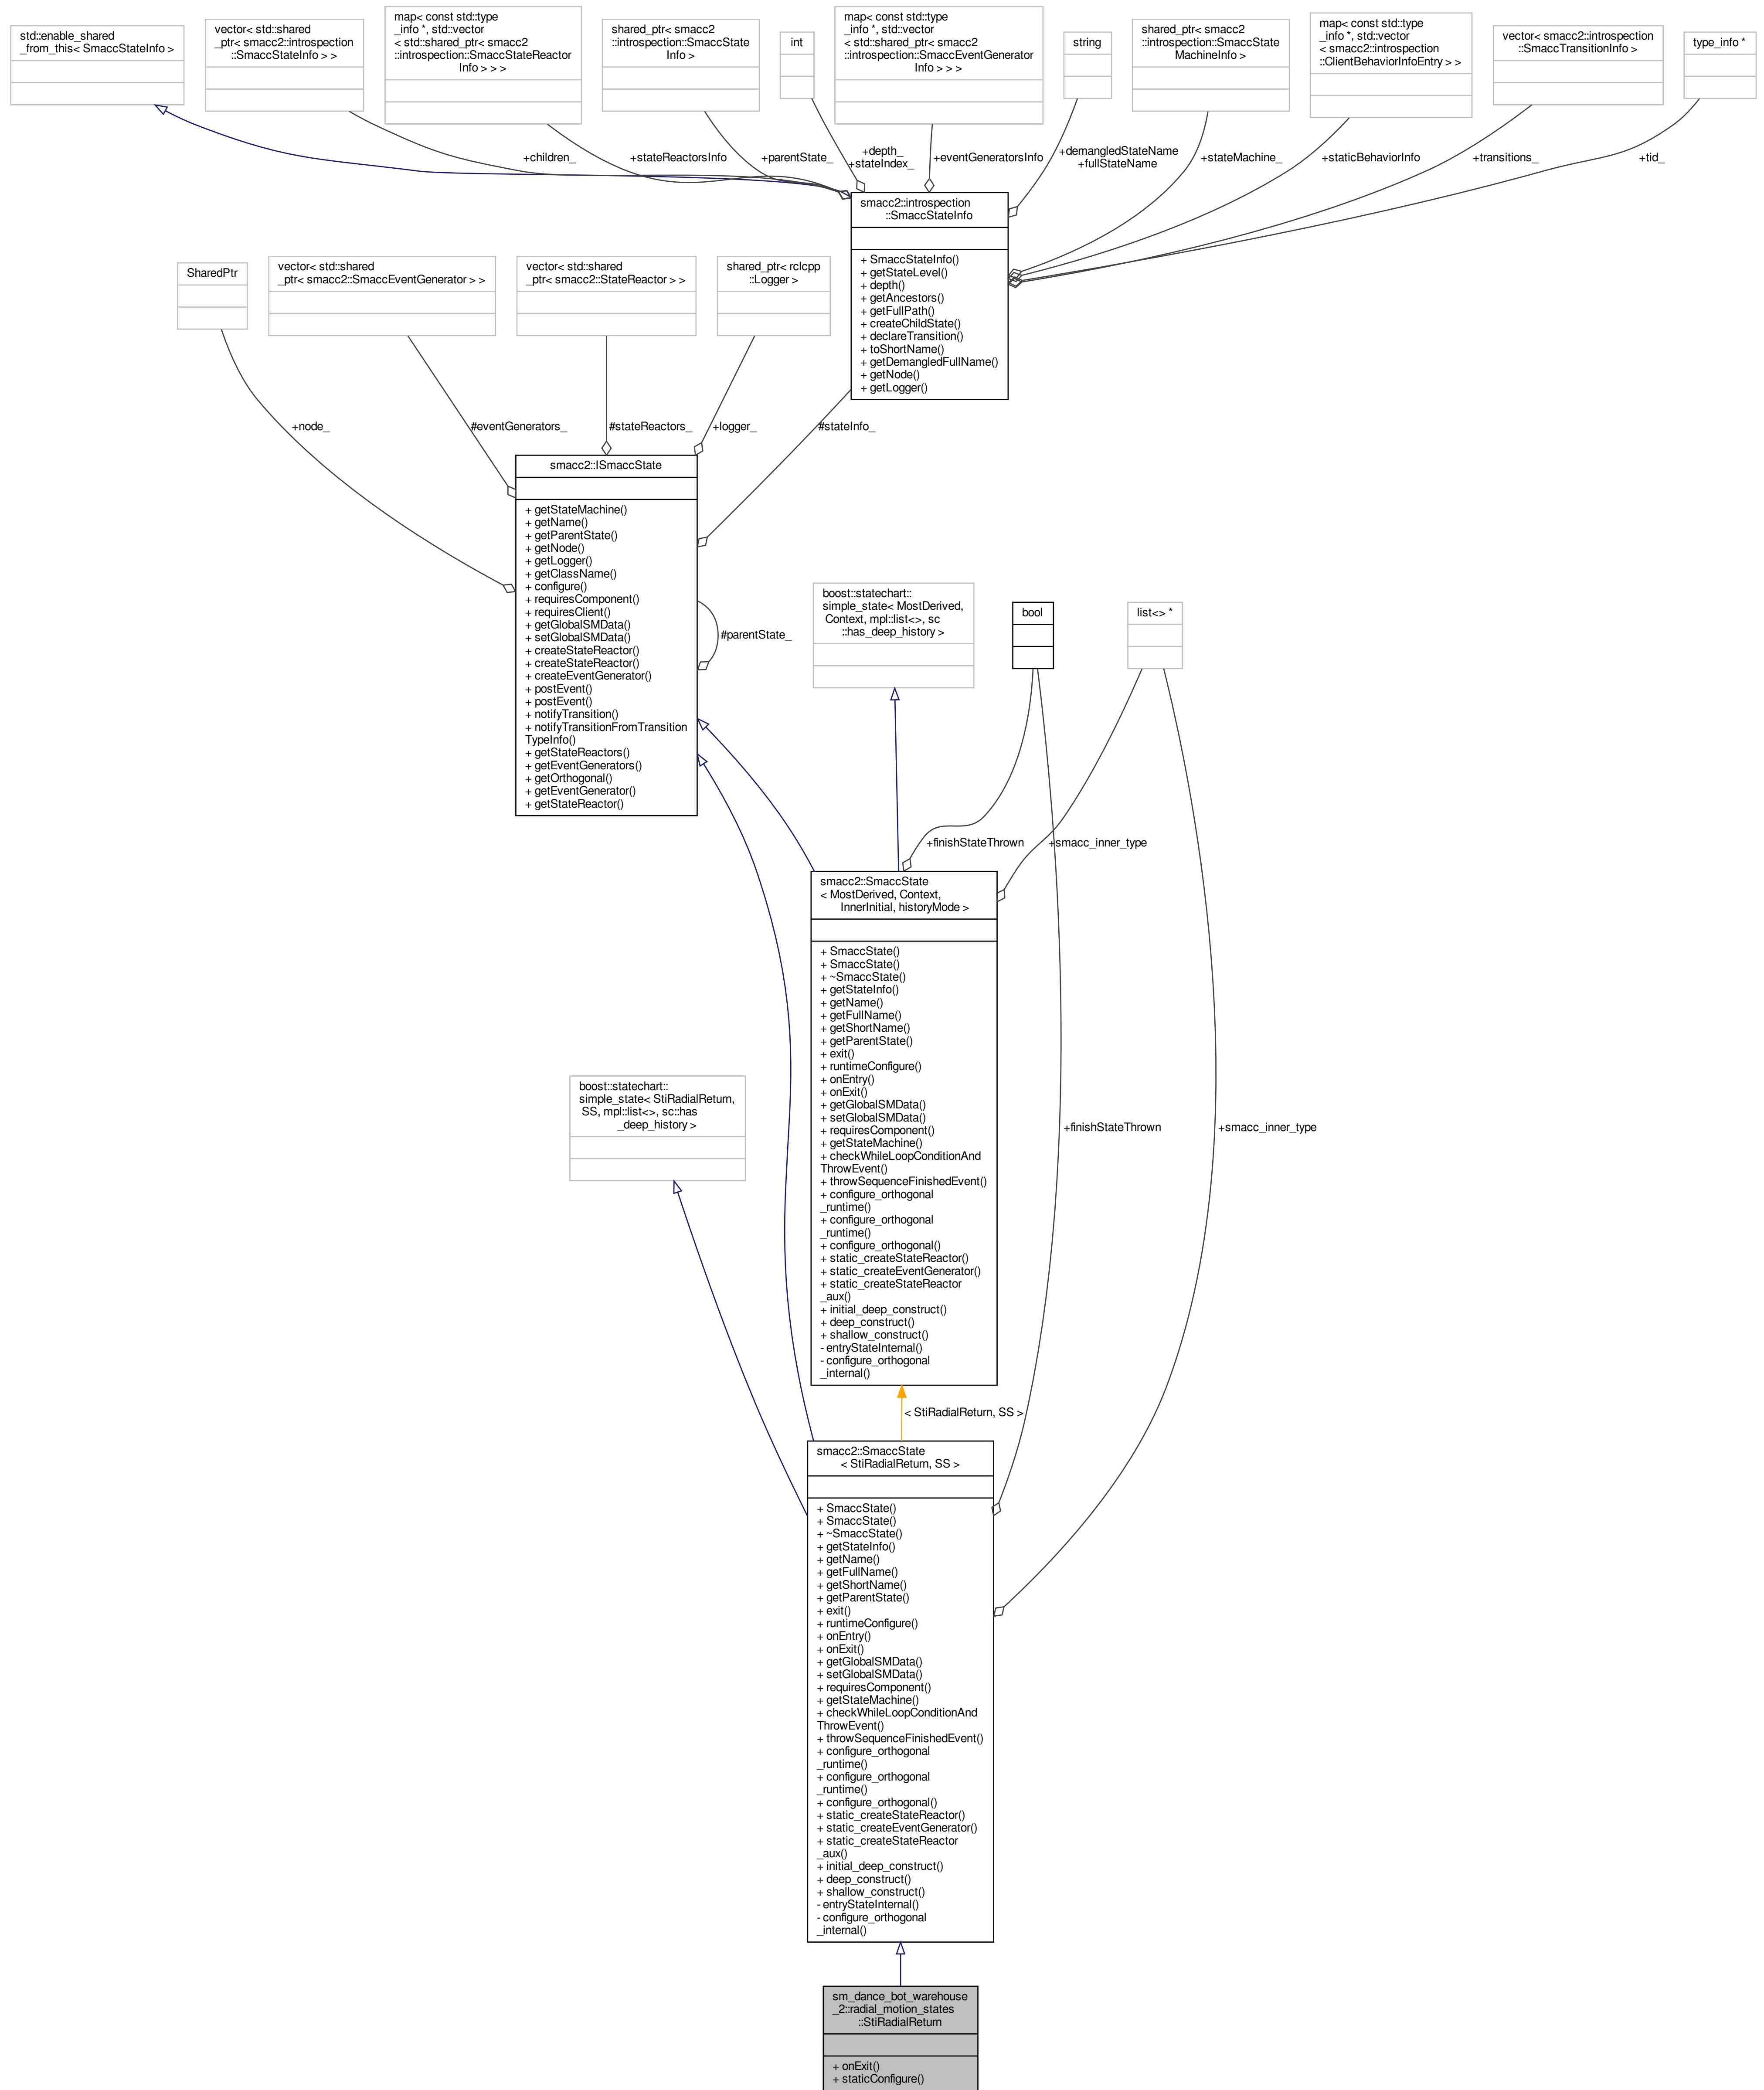 std::enable_shared
_from_this< SmaccStateInfo >
vector< std::shared
_ptr< smacc2::introspection
::SmaccStateInfo > >
map< const std::type
_info *, std::vector
< std::shared_ptr< smacc2
::introspection::SmaccStateReactor
Info > > >
shared_ptr< smacc2
::introspection::SmaccState
Info >
int
map< const std::type
_info *, std::vector
< std::shared_ptr< smacc2
::introspection::SmaccEventGenerator
Info > > >
string
shared_ptr< smacc2
::introspection::SmaccState
MachineInfo >
map< const std::type
_info *, std::vector
< smacc2::introspection
::ClientBehaviorInfoEntry > >
vector< smacc2::introspection
::SmaccTransitionInfo >
type_info *
+children_
+stateReactorsInfo
+parentState_
+depth_
+stateIndex_
+eventGeneratorsInfo
+demangledStateName
+fullStateName
+stateMachine_
+staticBehaviorInfo
+transitions_
+tid_
smacc2::introspection
::SmaccStateInfo
+ SmaccStateInfo()
+ getStateLevel()
+ depth()
+ getAncestors()
+ getFullPath()
+ createChildState()
+ declareTransition()
+ toShortName()
+ getDemangledFullName()
+ getNode()
+ getLogger()
SharedPtr
vector< std::shared
_ptr< smacc2::SmaccEventGenerator > >
vector< std::shared
_ptr< smacc2::StateReactor > >
shared_ptr< rclcpp
::Logger >
+node_
#eventGenerators_
#stateReactors_
+logger_
#stateInfo_
smacc2::ISmaccState
+ getStateMachine()
+ getName()
+ getParentState()
+ getNode()
+ getLogger()
+ getClassName()
+ configure()
+ requiresComponent()
+ requiresClient()
+ getGlobalSMData()
+ setGlobalSMData()
+ createStateReactor()
+ createStateReactor()
+ createEventGenerator()
+ postEvent()
+ postEvent()
+ notifyTransition()
+ notifyTransitionFromTransition
TypeInfo()
+ getStateReactors()
+ getEventGenerators()
+ getOrthogonal()
+ getEventGenerator()
+ getStateReactor()
#parentState_
boost::statechart::
simple_state< MostDerived,
Context, mpl::list<>, sc
::has_deep_history >
bool
list<> *
+finishStateThrown
+smacc_inner_type
smacc2::SmaccState
< MostDerived, Context,
InnerInitial, historyMode >
+ SmaccState()
+ SmaccState()
+ ~SmaccState()
+ getStateInfo()
+ getName()
+ getFullName()
+ getShortName()
+ getParentState()
+ exit()
+ runtimeConfigure()
+ onEntry()
+ onExit()
+ getGlobalSMData()
+ setGlobalSMData()
+ requiresComponent()
+ getStateMachine()
+ checkWhileLoopConditionAnd
ThrowEvent()
+ throwSequenceFinishedEvent()
+ configure_orthogonal
_runtime()
+ configure_orthogonal
_runtime()
+ configure_orthogonal()
+ static_createStateReactor()
+ static_createEventGenerator()
+ static_createStateReactor
_aux()
+ initial_deep_construct()
+ deep_construct()
+ shallow_construct()
- entryStateInternal()
- configure_orthogonal
_internal()
boost::statechart::
simple_state< StiRadialReturn,
SS, mpl::list<>, sc::has
_deep_history >
+finishStateThrown
+smacc_inner_type
< StiRadialReturn, SS >
smacc2::SmaccState
< StiRadialReturn, SS >
+ SmaccState()
+ SmaccState()
+ ~SmaccState()
+ getStateInfo()
+ getName()
+ getFullName()
+ getShortName()
+ getParentState()
+ exit()
+ runtimeConfigure()
+ onEntry()
+ onExit()
+ getGlobalSMData()
+ setGlobalSMData()
+ requiresComponent()
+ getStateMachine()
+ checkWhileLoopConditionAnd
ThrowEvent()
+ throwSequenceFinishedEvent()
+ configure_orthogonal
_runtime()
+ configure_orthogonal
_runtime()
+ configure_orthogonal()
+ static_createStateReactor()
+ static_createEventGenerator()
+ static_createStateReactor
_aux()
+ initial_deep_construct()
+ deep_construct()
+ shallow_construct()
- entryStateInternal()
- configure_orthogonal
_internal()
sm_dance_bot_warehouse
_2::radial_motion_states
::StiRadialReturn
+ onExit()
+ staticConfigure()